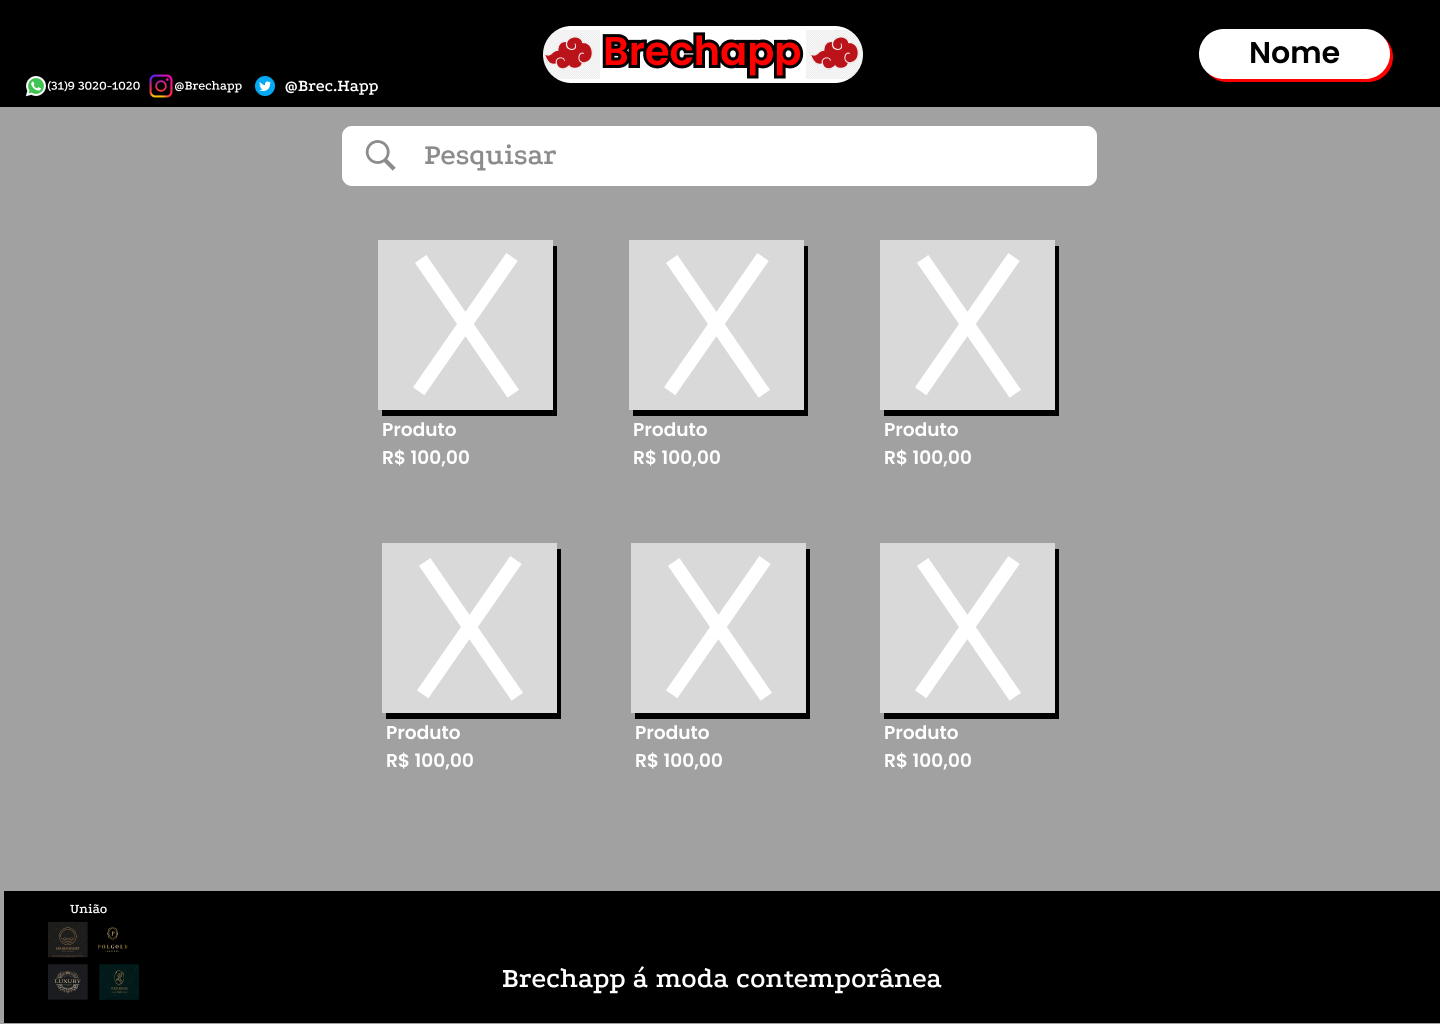 Brechapp
Nome
(31)9 3020-1020 @Brechapp @Brec.Happ
Pesquisar
Produto Produto Produto
R$ 100,00 R$ 100,00 R$ 100,00
Produto Produto Produto
R$ 100,00 R$ 100,00 R$ 100,00
União
LUXURY
Brechapp á moda contemporânea